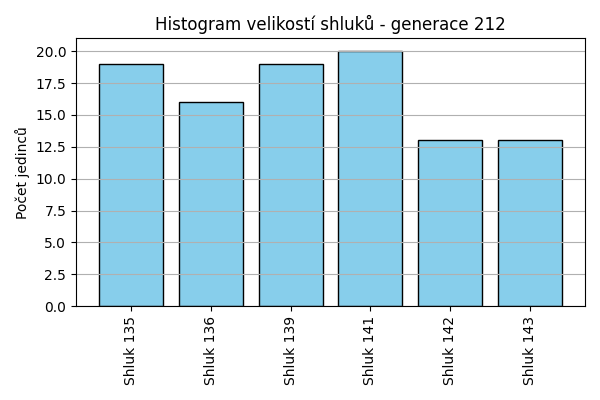 Histogram velikostí shluků - generace 212
Počet jedinců
20.0
17.5
15.0
12.5
10.0
7.5
5.0
2.5
0.0
Shluk 135
Shluk 136
Shluk 139
Shluk 141
Shluk 142
Shluk 143